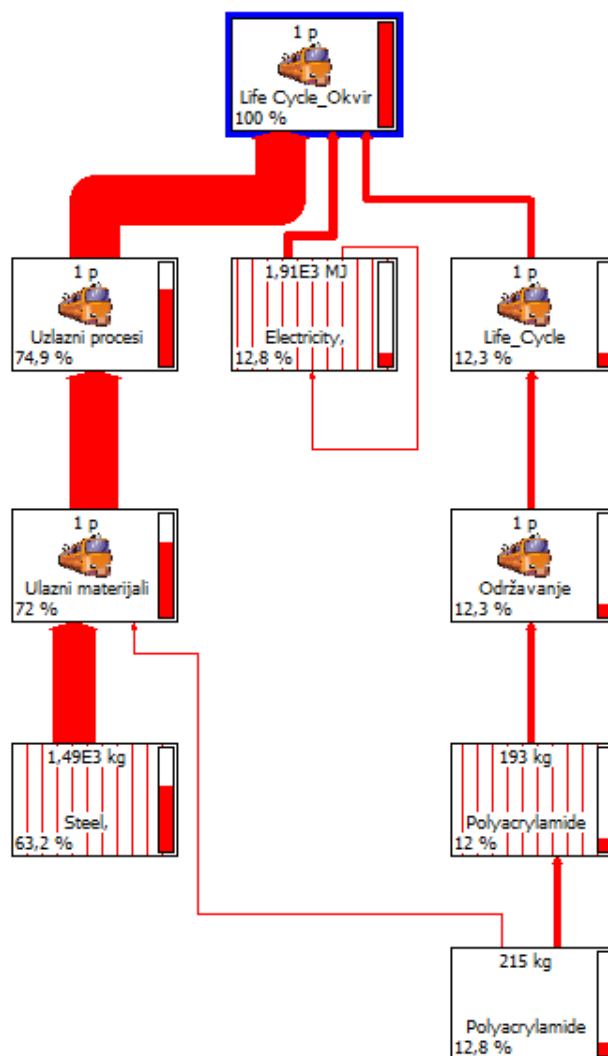 1 p
Life Cycle_Okvir
100 %
1 p
Uzlazni procesi
74,9 %
1,91E3 MJ
Electricity,
12,8 %
1 p
Life_Cycle
12,3 %
1 p
Ulazni materijali
72 %
1 p
Održavanje
12,3 %
1,49E3 kg
Steel,
63,2 %
193 kg
Polyacrylamide
12 %
215 kg
Polyacrylamide
12,8 %